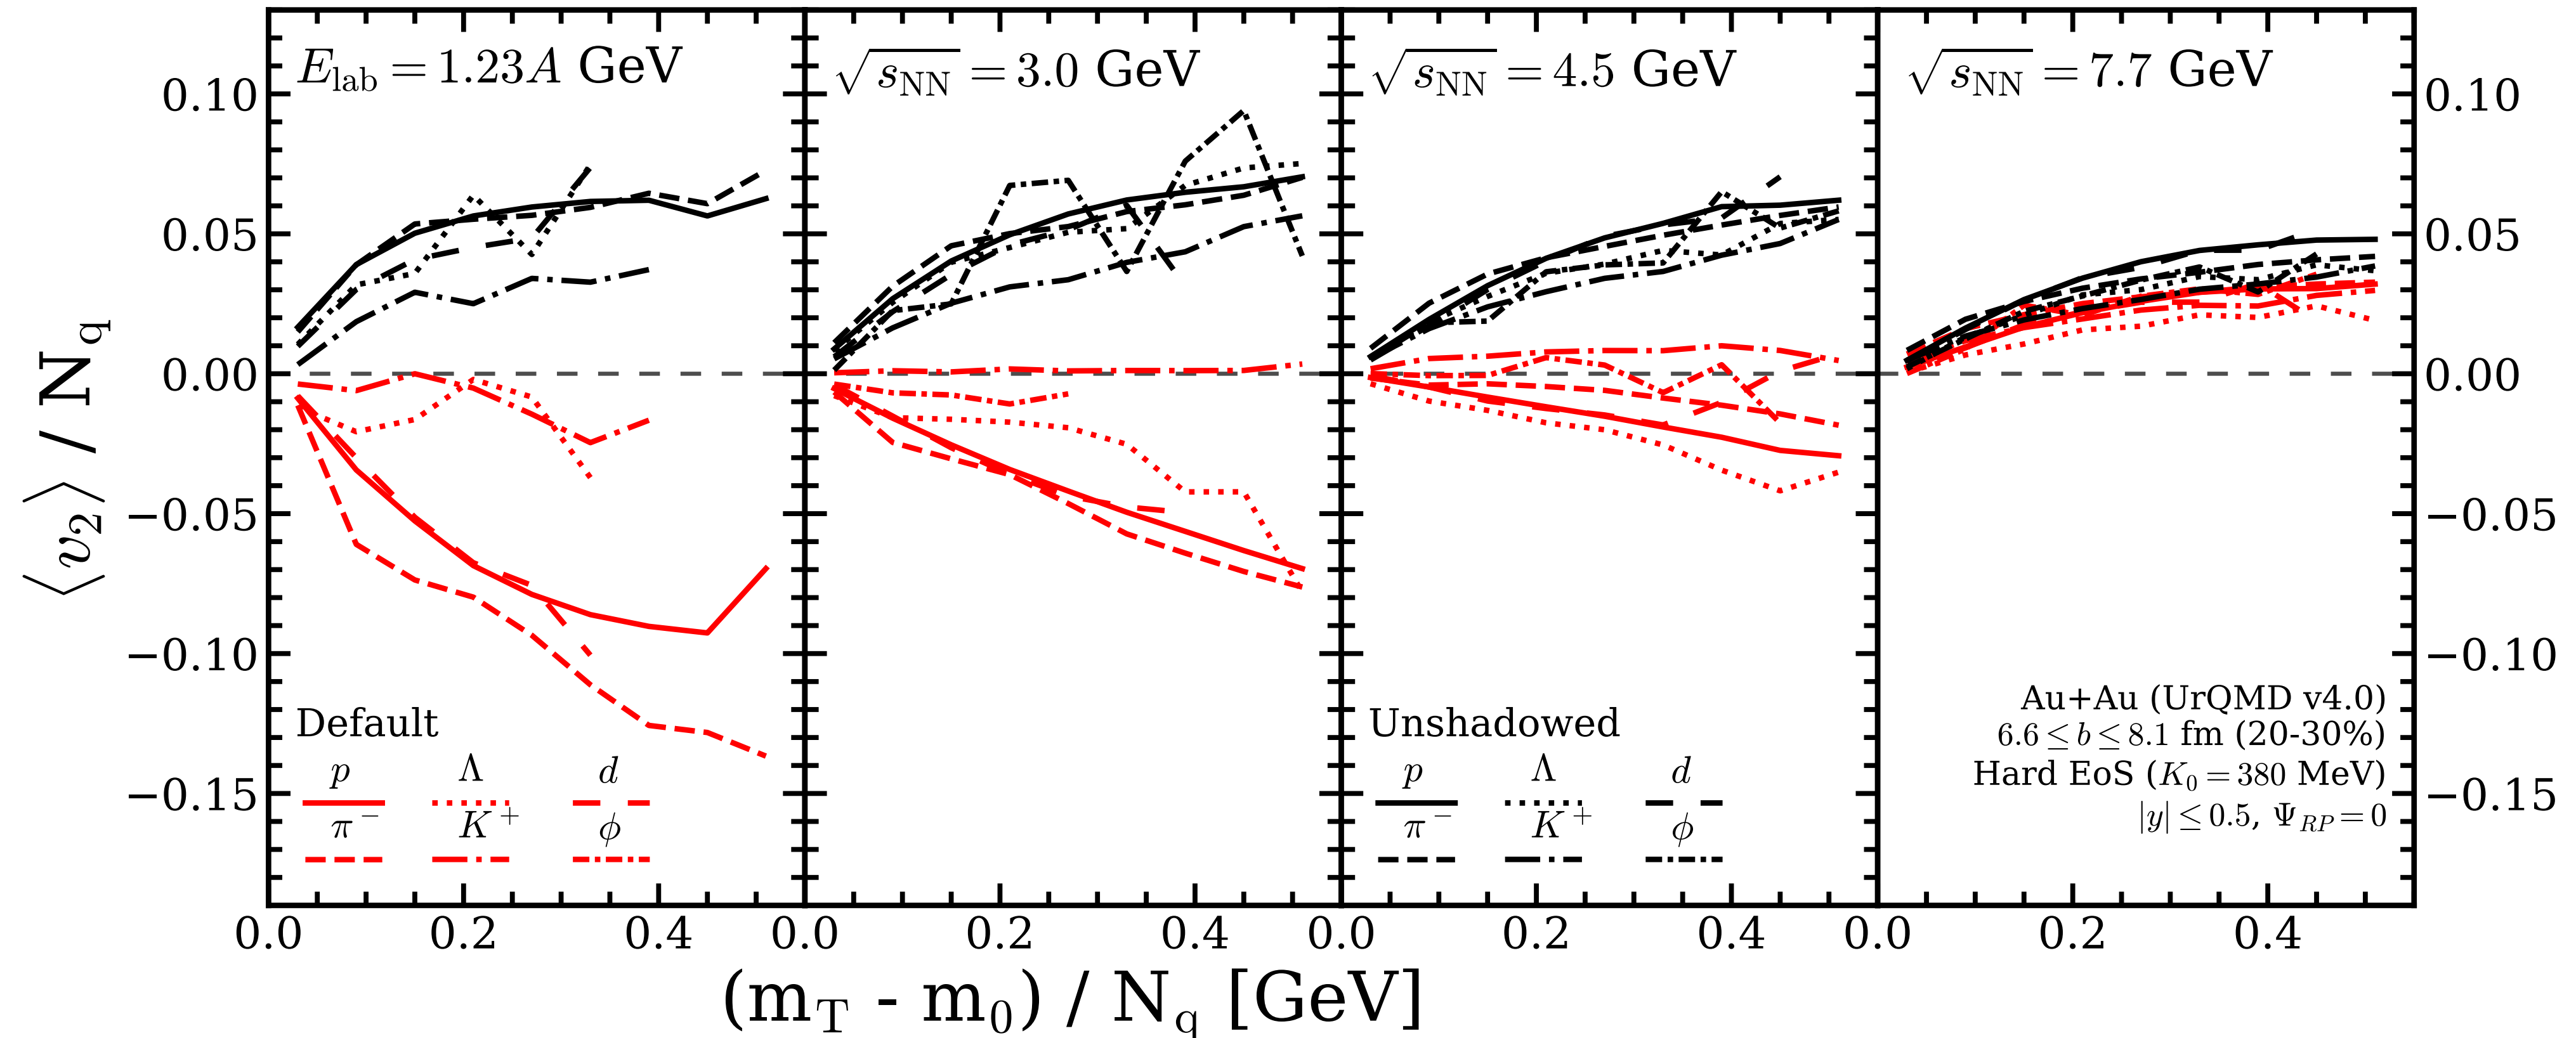 E_lab = 1.23A GeV
√s_NN = 3.0 GeV
√s_NN = 4.5 GeV
√s_NN = 7.7 GeV
0.10
0.05
0.00
−0.05
−0.10
−0.15
⟨v_2⟩ / N_q
0.10
0.05
0.00
−0.05
−0.10
−0.15
Default
p Λ d
π^− K^+ ϕ
Unshadowed
p Λ d
π^− K^+ ϕ
Au+Au (UrQMD v4.0)
6.6 ≤ b ≤ 8.1 fm (20-30%)
Hard EoS (K_0 = 380 MeV)
|y| ≤ 0.5, Ψ_RP = 0
0.0 0.2 0.4 0.0 0.2 0.4 0.0 0.2 0.4 0.0 0.2 0.4
(m_T - m_0) / N_q [GeV]